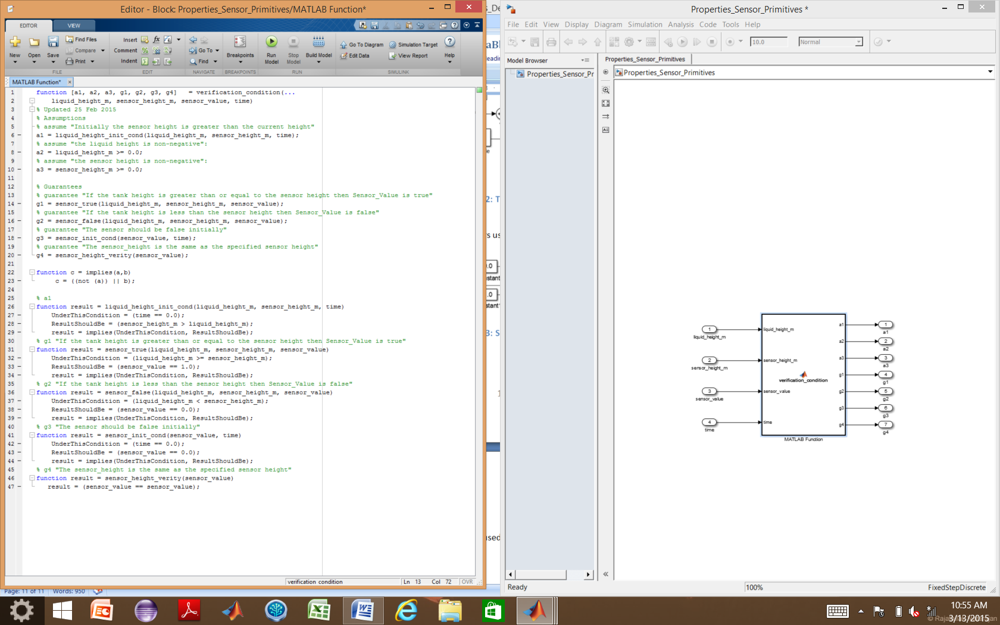 Editor - Block: Properties_Sensor_Primitives/MATLAB Function*
EDITOR VIEW
New Open Save Find Files Compare Print
Insert Comment Indent
Go To Find
Breakpoints
Run Model Stop Model Build Model
Go To Diagram Edit Data Simulation Target View Report Help
FILE EDIT NAVIGATE BREAKPOINTS RUN SIMULINK
MATLAB Function*
1 function [a1, a2, a3, g1, g2, g3, g4] = verification_condition(...
2 liquid_height_m, sensor_height_m, sensor_value, time)
3 % Updated 25 Feb 2015
4 % Assumptions
5 % assume "Initially the sensor height is greater than the current height"
6 a1 = liquid_height_init_cond(liquid_height_m, sensor_height_m, time);
7 % assume "the liquid height is non-negative":
8 a2 = liquid_height_m >= 0.0;
9 % assume "the sensor height is non-negative":
10 a3 = sensor_height_m >= 0.0;
11
12 % Guarantees
13 % guarantee "If the tank height is greater than or equal to the sensor height then Sensor_Value is true"
14 g1 = sensor_true(liquid_height_m, sensor_height_m, sensor_value);
15 % guarantee "If the tank height is less than the sensor height then Sensor_Value is false"
16 g2 = sensor_false(liquid_height_m, sensor_height_m, sensor_value);
17 % guarantee "The sensor should be false initially"
18 g3 = sensor_init_cond(sensor_value, time);
19 % guarantee "The sensor_height is the same as the specified sensor height"
20 g4 = sensor_height_verity(sensor_value);
21
22 function c = implies(a,b)
23 c = ((not (a)) || b);
24
25 % a1
26 function result = liquid_height_init_cond(liquid_height_m, sensor_height_m, time)
27 UnderThisCondition = (time == 0.0);
28 ResultShouldBe = (sensor_height_m > liquid_height_m);
29 result = implies(UnderThisCondition, ResultShouldBe);
30 % g1 "If the tank height is greater than or equal to the sensor height then Sensor_Value is true"
31 function result = sensor_true(liquid_height_m, sensor_height_m, sensor_value)
32 UnderThisCondition = (liquid_height_m >= sensor_height_m);
33 ResultShouldBe = (sensor_value == 1.0);
34 result = implies(UnderThisCondition, ResultShouldBe);
35 % g2 "If the tank height is less than the sensor height then Sensor_Value is false"
36 function result = sensor_false(liquid_height_m, sensor_height_m, sensor_value)
37 UnderThisCondition = (liquid_height_m < sensor_height_m);
38 ResultShouldBe = (sensor_value == 0.0);
39 result = implies(UnderThisCondition, ResultShouldBe);
40 % g3 "The sensor should be false initially"
41 function result = sensor_init_cond(sensor_value, time)
42 UnderThisCondition = (time == 0.0);
43 ResultShouldBe = (sensor_value == 0.0);
44 result = implies(UnderThisCondition, ResultShouldBe);
45 % g4 "The sensor_height is the same as the specified sensor height"
46 function result = sensor_height_verity(sensor_value)
47 result = (sensor_value == sensor_value);
verification condition Ln 13 Col 72 OVR
Page: 11 of 11 Words: 950
Properties_Sensor_Primitives *
File Edit View Display Diagram Simulation Analysis Code Tools Help
10.0 Normal
Model Browser
Properties_Sensor_Pr
Properties_Sensor_Primitives
Properties_Sensor_Primitives
1 liquid_height_m
2 sensor_height_m
3 sensor_value
4 time
liquid_height_m
sensor_height_m
sensor_value
time
verification_condition
a1
a2
a3
g1
g2
g3
g4
MATLAB Function
1 a1
2 a2
3 a3
4 g1
5 g2
6 g3
7 g4
Ready 100% FixedStepDiscrete
10:55 AM
3/13/2015